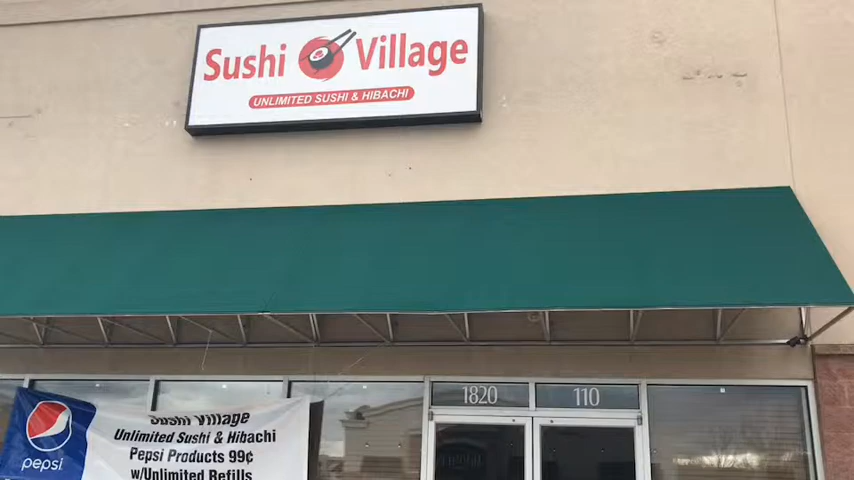 Sushi Village
UNLIMITED SUSHI & HIBACHI
1820 110
Sushi Village
Unlimited Sushi & Hibachi
Pepsi Products 99¢
w/Unlimited Refills
pepsi